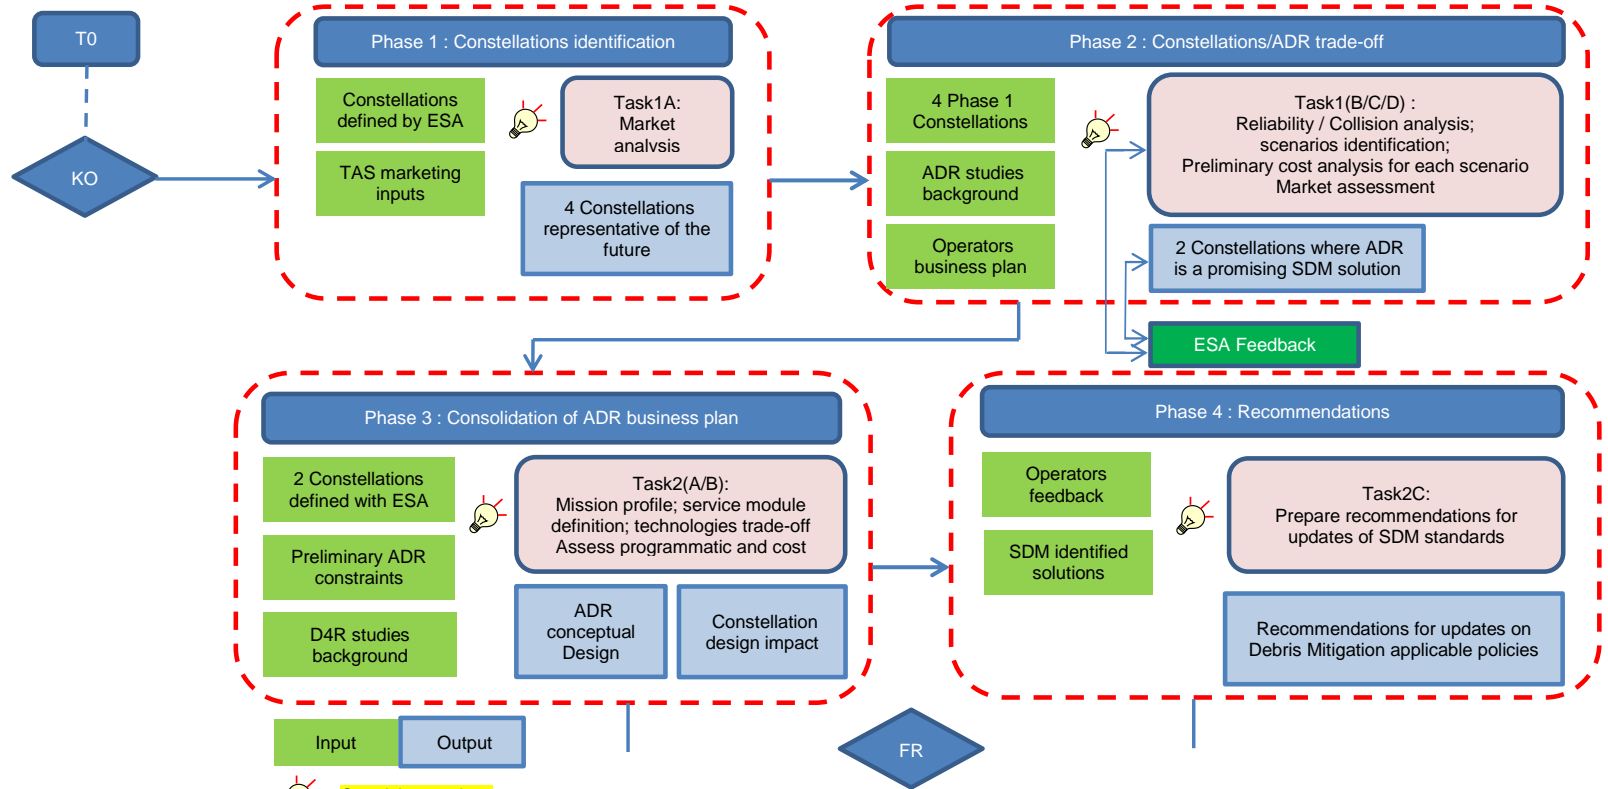 T0
KO
Phase 1 : Constellations identification
Constellations
defined by ESA
TAS marketing
inputs
Task1A:
Market
analysis
4 Constellations
representative of the
future
Phase 2 : Constellations/ADR trade-off
4 Phase 1
Constellations
ADR studies
background
Operators
business plan
Task1(B/C/D) :
Reliability / Collision analysis;
scenarios identification;
Preliminary cost analysis for each scenario
Market assessment
2 Constellations where ADR
is a promising SDM solution
ESA Feedback
Phase 3 : Consolidation of ADR business plan
2 Constellations
defined with ESA
Preliminary ADR
constraints
D4R studies
background
Task2(A/B):
Mission profile; service module
definition; technologies trade-off
Assess programmatic and cost
ADR
conceptual
Design
Constellation
design impact
Phase 4 : Recommendations
Operators
feedback
SDM identified
solutions
Task2C:
Prepare recommendations for
updates of SDM standards
Recommendations for updates on
Debris Mitigation applicable policies
Input
Output
FR